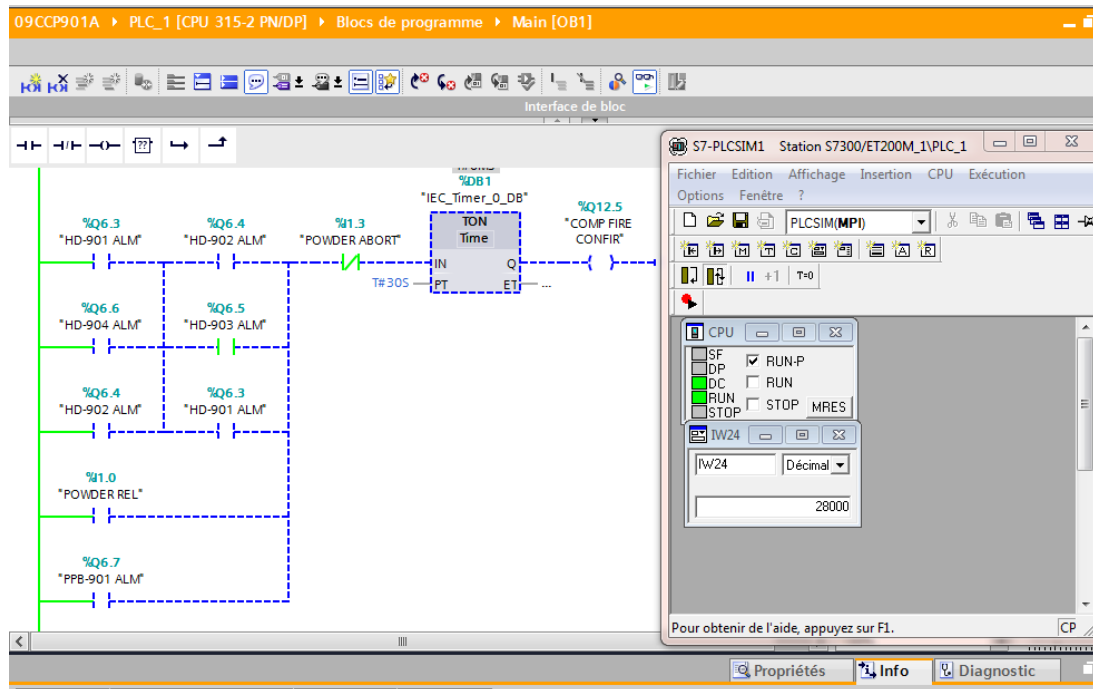 09CCP901A ▸ PLC_1 [CPU 315-2 PN/DP] ▸ Blocs de programme ▸ Main [OB1]
Interface de bloc
%DB1
"IEC_Timer_0_DB"
TON
Time
IN
Q
PT
ET
...
T#30S
%Q6.3
"HD-901 ALM"
%Q6.4
"HD-902 ALM"
%I1.3
"POWDER ABORT"
%Q12.5
"COMP FIRE
CONFIR"
%Q6.6
"HD-904 ALM"
%Q6.5
"HD-903 ALM"
%Q6.4
"HD-902 ALM"
%Q6.3
"HD-901 ALM"
%I1.0
"POWDER REL"
%Q6.7
"PPB-901 ALM"
S7-PLCSIM1 Station S7300/ET200M_1\PLC_1
Fichier Edition Affichage Insertion CPU Exécution
Options Fenêtre ?
PLCSIM(MPI)
+1
T=0
CPU
SF
DP
DC
RUN
STOP
RUN-P
RUN
STOP
MRES
IW24
IW24
Décimal
28000
Pour obtenir de l'aide, appuyez sur F1.
CP
Propriétés
Info
Diagnostic